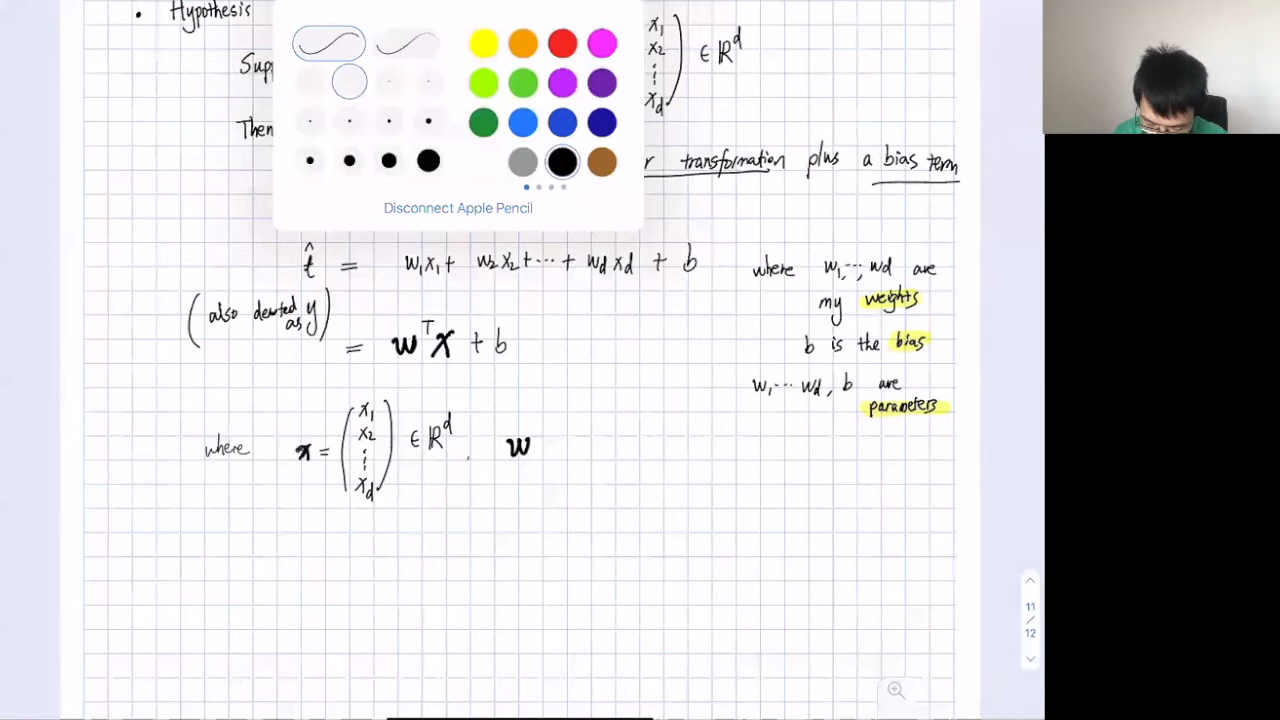 • Hypothesis
Supp
x1
x2
⋮
xd
∈ ℝ^d
Then
r transformation plus a bias term
Disconnect Apple Pencil
t̂ = w1x1 + w2x2 + ⋯ + wdxd + b
where w1, ⋯, wd are
my weights
(also denoted as y)
= w^T x + b
b is the bias
w1 ⋯ wd, b are
parameters
where x = (x1 x2 ⋮ xd) ∈ ℝ^d, w
11
/
12